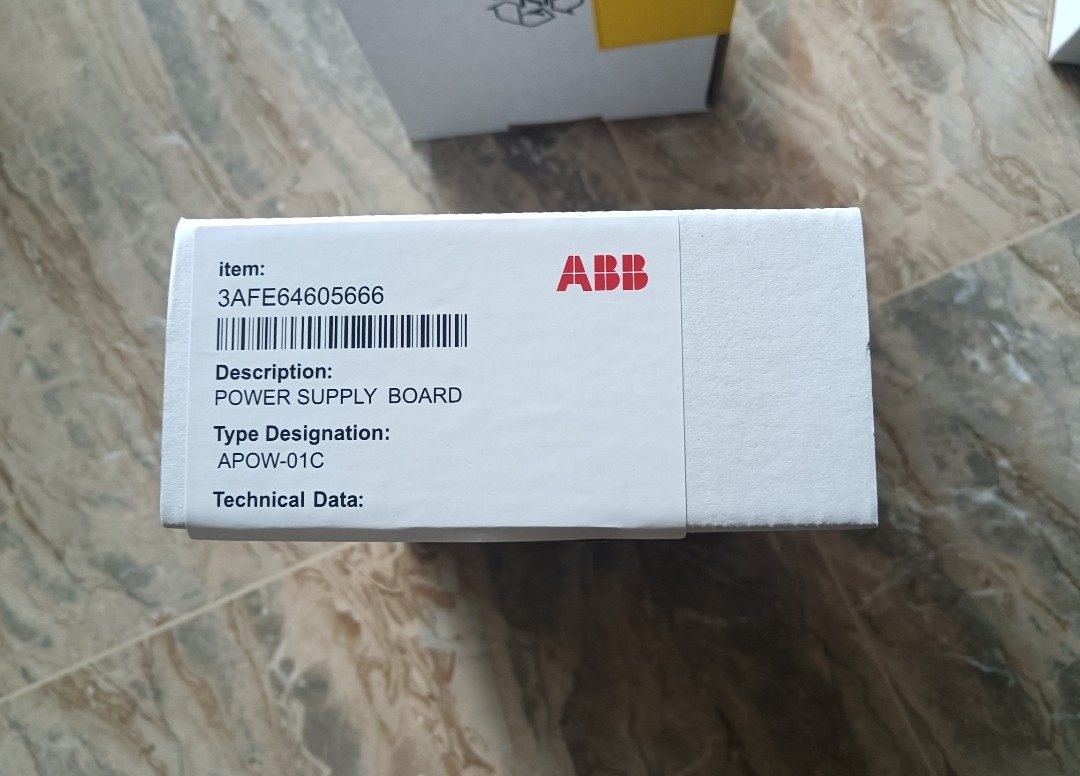 item:
ABB
3AFE64605666
Description:
POWER SUPPLY BOARD
Type Designation:
APOW-01C
Technical Data: